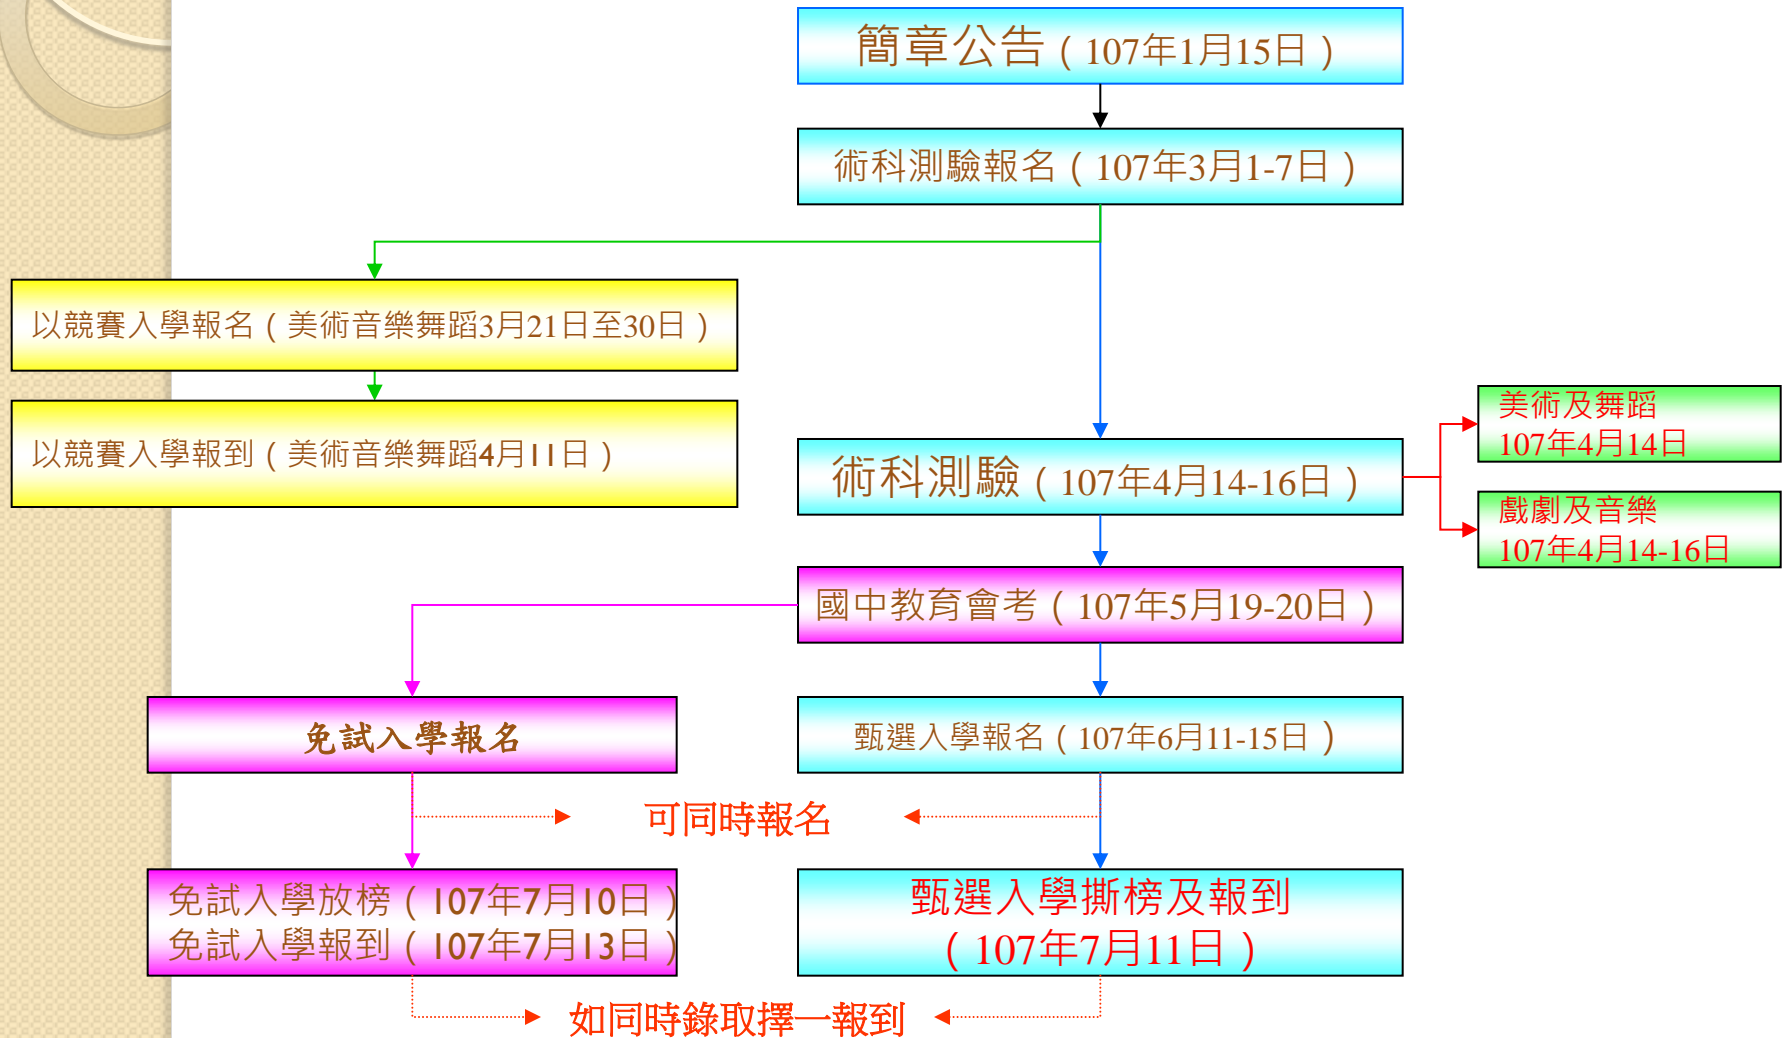 簡章公告（107年1月15日）
術科測驗報名（107年3月1-7日）
以競賽入學報名（美術音樂舞蹈3月21日至30日）
以競賽入學報到（美術音樂舞蹈4月11日）
美術及舞蹈
107年4月14日
術科測驗（107年4月14-16日）
戲劇及音樂
107年4月14-16日
國中教育會考（107年5月19-20日）
免試入學報名
甄選入學報名（107年6月11-15日）
可同時報名
免試入學放榜（107年7月10日）
免試入學報到（107年7月13日）
甄選入學撕榜及報到
（107年7月11日）
如同時錄取擇一報到